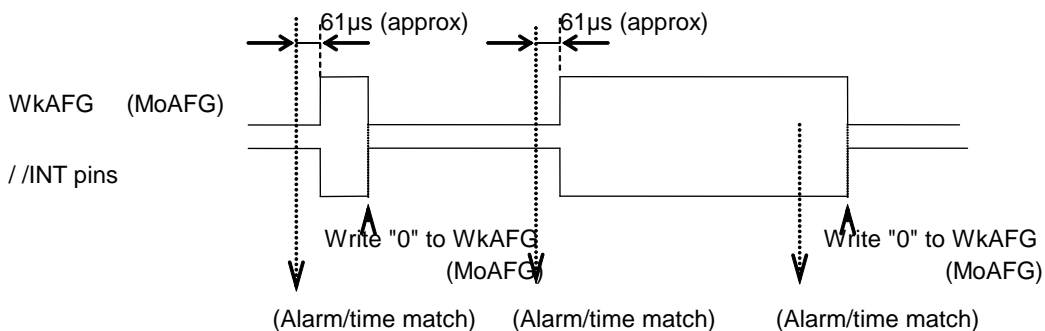 61µs (approx) 61µs (approx)
WkAFG (MoAFG)
/ /INT pins
Write "0" to WkAFG Write "0" to WkAFG
(MoAFG) (MoAFG)
(Alarm/time match) (Alarm/time match) (Alarm/time match)